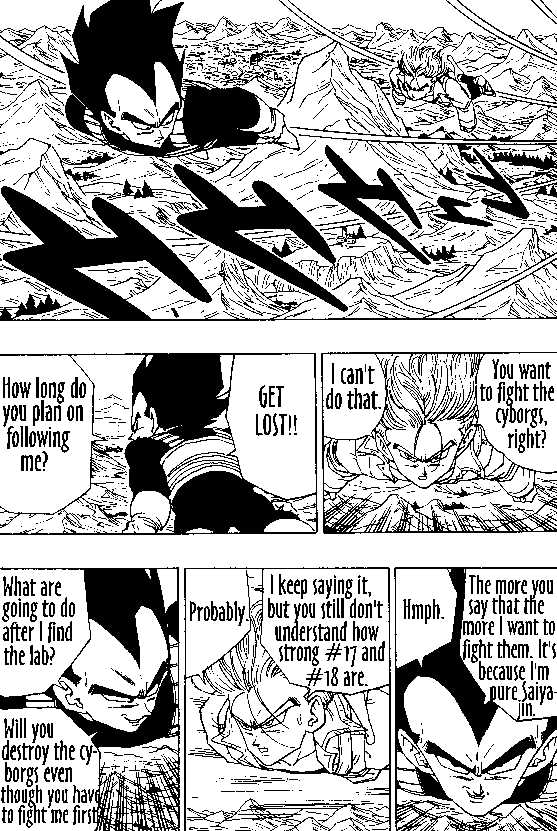 How long do
you plan on
following
me?
GET
LOST!!
I can't
do that.
You want
to fight the
cyborgs,
right?
What are
going to do
after I find
the lab?
Will you
destroy the cy-
borgs even
though you have
to fight me first
Probably.
I keep saying it,
but you still don't
understand how
strong #17 and
#18 are.
Hmph.
The more you
say that the
more I want to
fight them. It's
because I'm
pure Saiya-
jin.